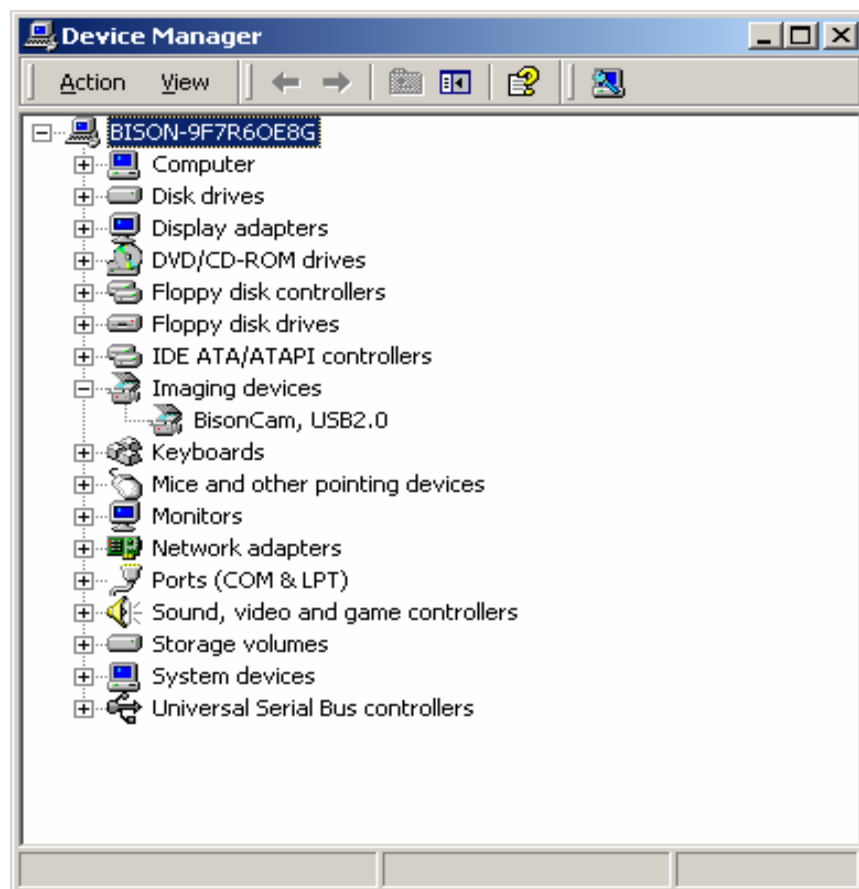 Device Manager
Action View
BISON-9F7R6OE8G
Computer
Disk drives
Display adapters
DVD/CD-ROM drives
Floppy disk controllers
Floppy disk drives
IDE ATA/ATAPI controllers
Imaging devices
BisonCam, USB2.0
Keyboards
Mice and other pointing devices
Monitors
Network adapters
Ports (COM & LPT)
Sound, video and game controllers
Storage volumes
System devices
Universal Serial Bus controllers